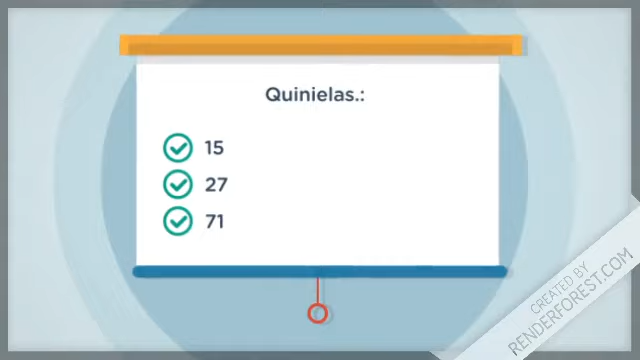 Quinielas.:
15
27
71
CREATED BY
RENDERFOREST.COM